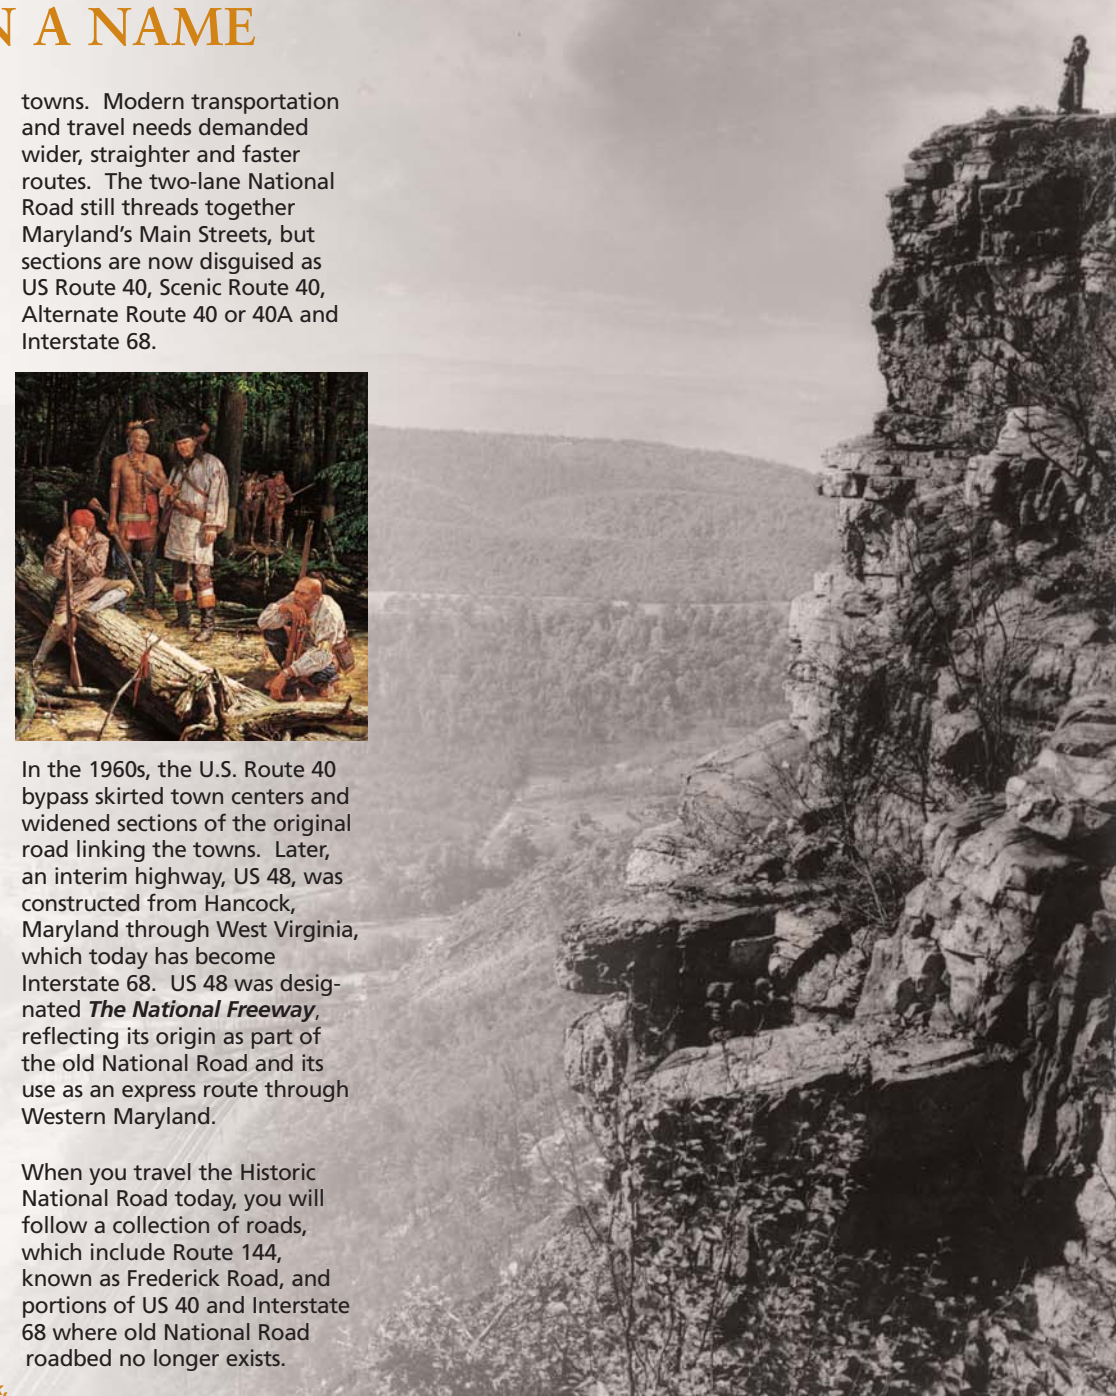 A NAME
towns. Modern transportation
and travel needs demanded
wider, straighter and faster
routes. The two-lane National
Road still threads together
Maryland's Main Streets, but
sections are now disguised as
US Route 40, Scenic Route 40,
Alternate Route 40 or 40A and
Interstate 68.
In the 1960s, the U.S. Route 40
bypass skirted town centers and
widened sections of the original
road linking the towns. Later,
an interim highway, US 48, was
constructed from Hancock,
Maryland through West Virginia,
which today has become
Interstate 68. US 48 was desig-
nated The National Freeway,
reflecting its origin as part of
the old National Road and its
use as an express route through
Western Maryland.
When you travel the Historic
National Road today, you will
follow a collection of roads,
which include Route 144,
known as Frederick Road, and
portions of US 40 and Interstate
68 where old National Road
roadbed no longer exists.